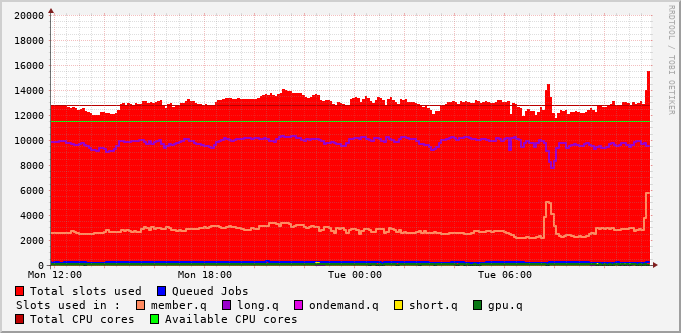 20000
18000
16000
14000
12000
10000
8000
6000
4000
2000
0
Mon 12:00 Mon 18:00 Tue 00:00 Tue 06:00
RRDTOOL / TOBI OETIKER
Total slots used Queued Jobs
Slots used in : member.q long.q ondemand.q short.q gpu.q
Total CPU cores Available CPU cores